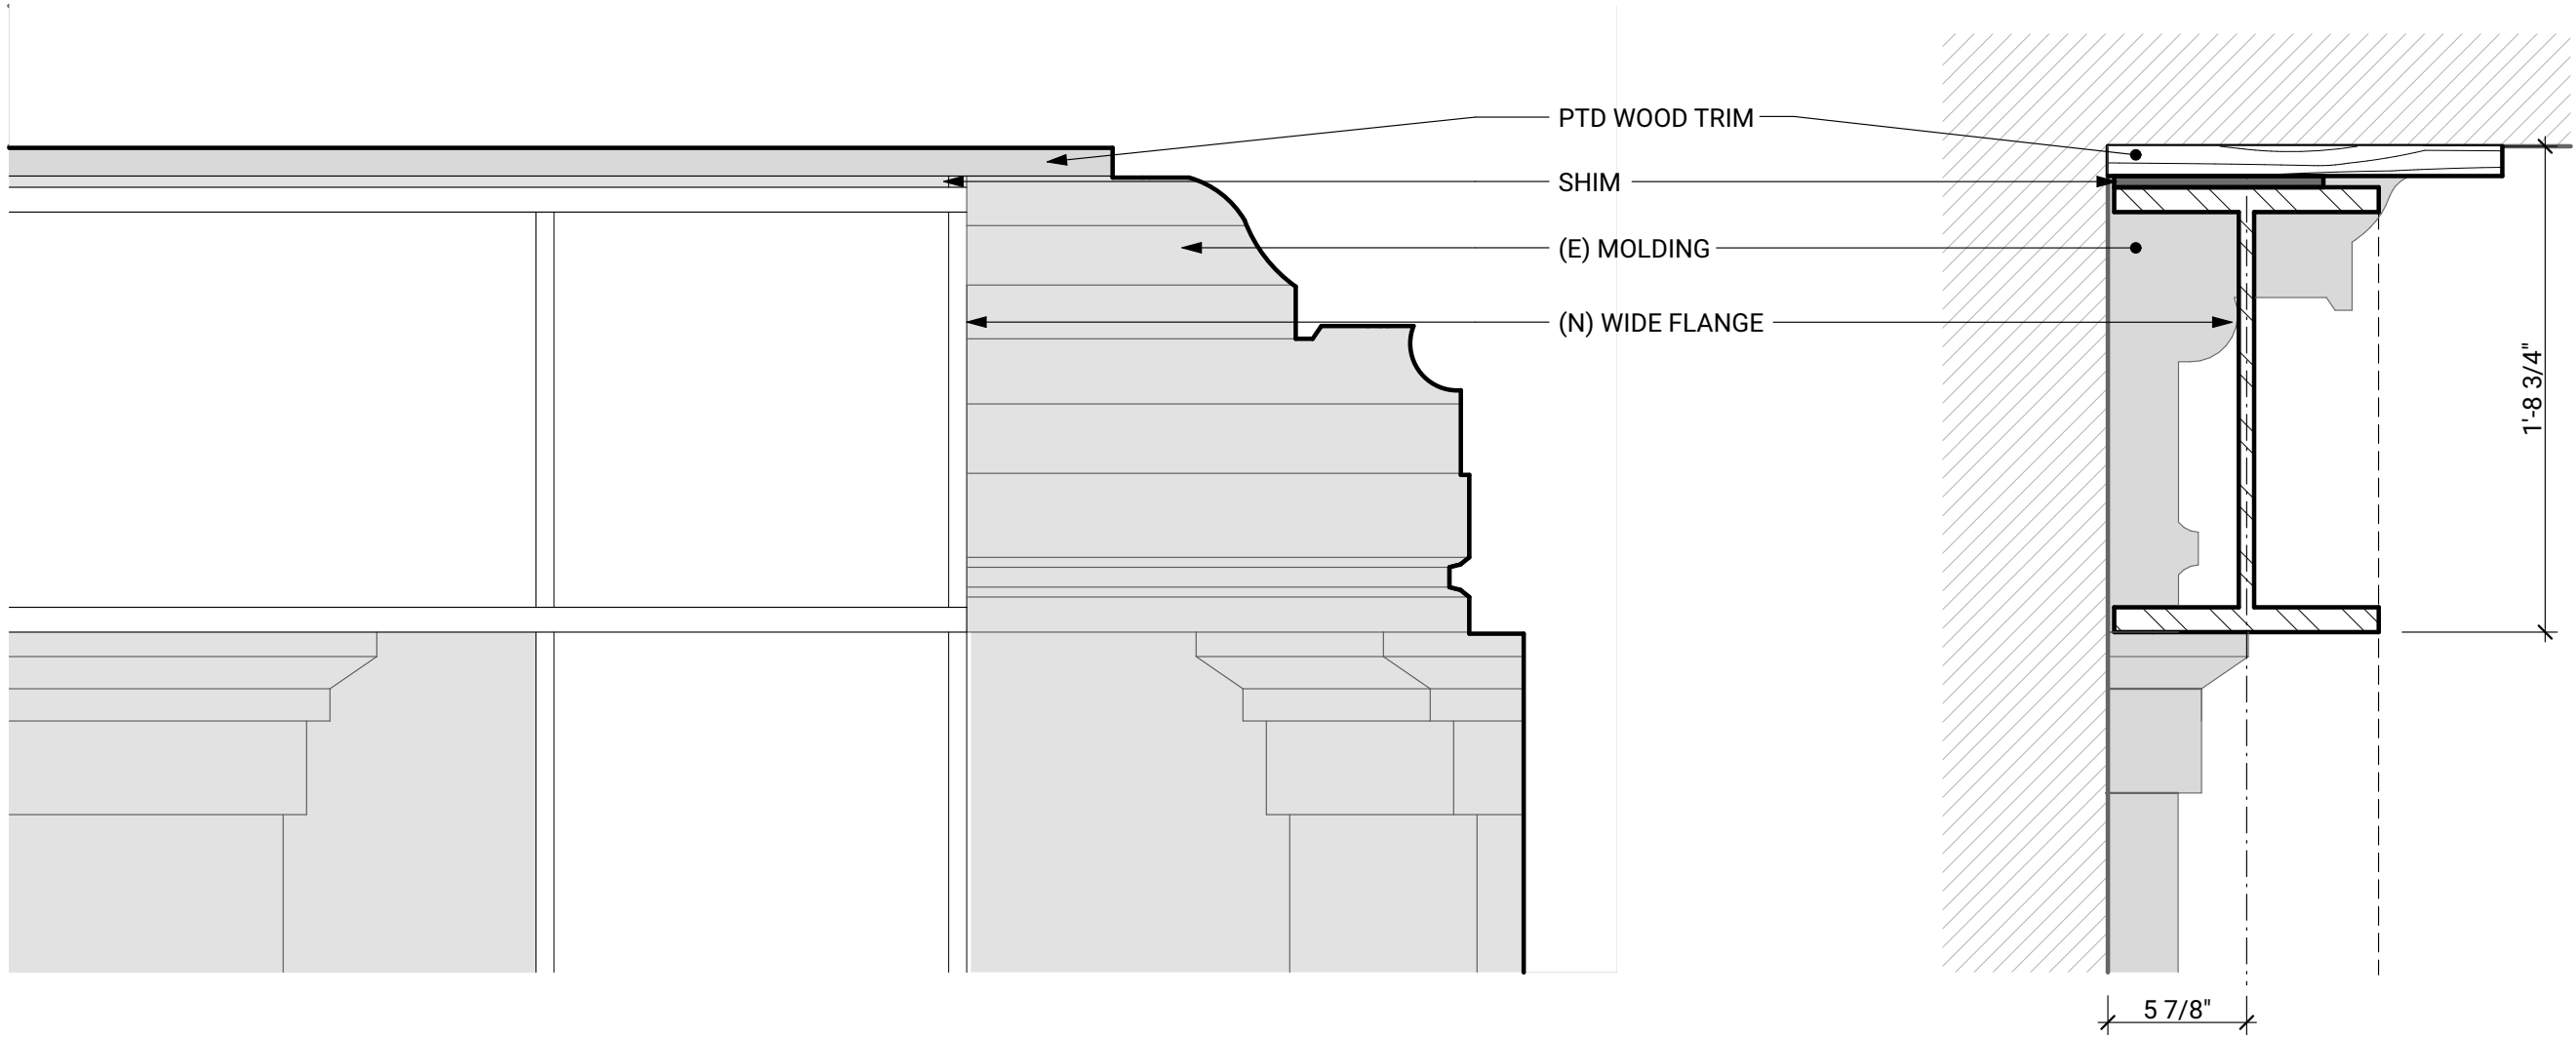 PTD WOOD TRIM
SHIM
(E) MOLDING
(N) WIDE FLANGE
1'-8 3/4"
5 7/8"